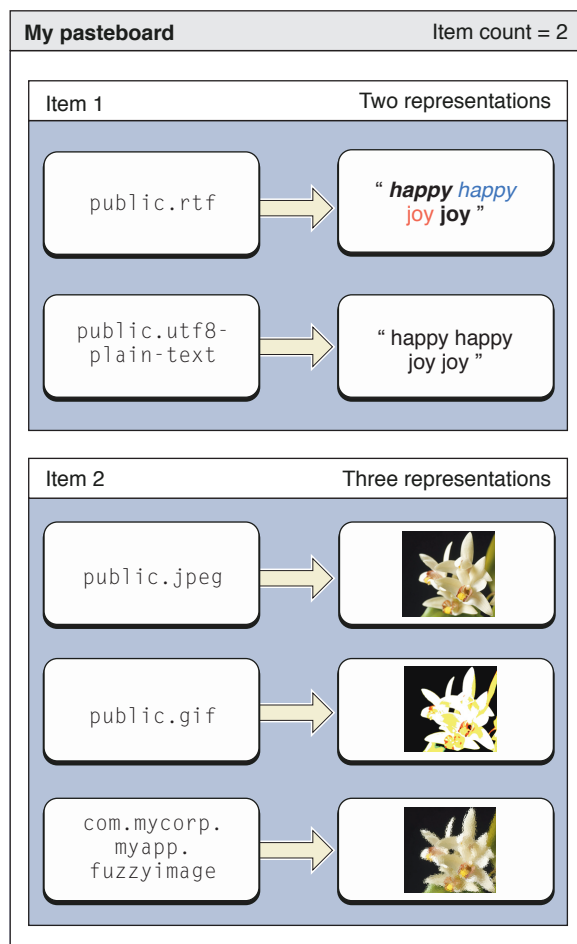 My pasteboard Item count = 2
Item 1 Two representations
public.rtf
“ happy happy
joy joy ”
public.utf8-
plain-text
“ happy happy
joy joy ”
Item 2 Three representations
public.jpeg
public.gif
com.mycorp.
myapp.
fuzzyimage